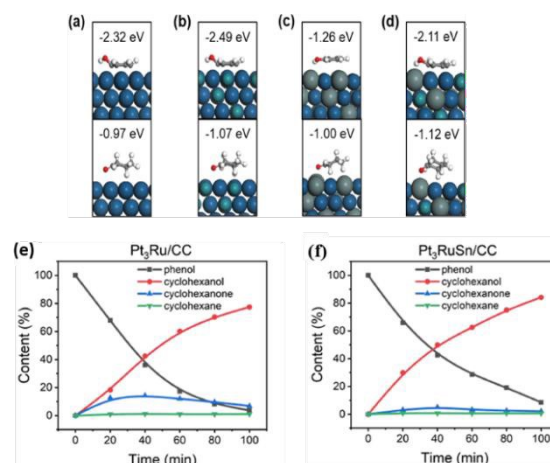 (a) (b) (c) (d)
-2.32 eV -2.49 eV -1.26 eV -2.11 eV
-0.97 eV -1.07 eV -1.00 eV -1.12 eV
(e) Pt₃Ru/CC
100
80
60
40
20
0
Content (%)
phenol
cyclohexanol
cyclohexanone
cyclohexane
0 20 40 60 80 100
Time (min)
(f) Pt₃RuSn/CC
100
80
60
40
20
0
Content (%)
phenol
cyclohexanol
cyclohexanone
cyclohexane
0 20 40 60 80 100
Time (min)